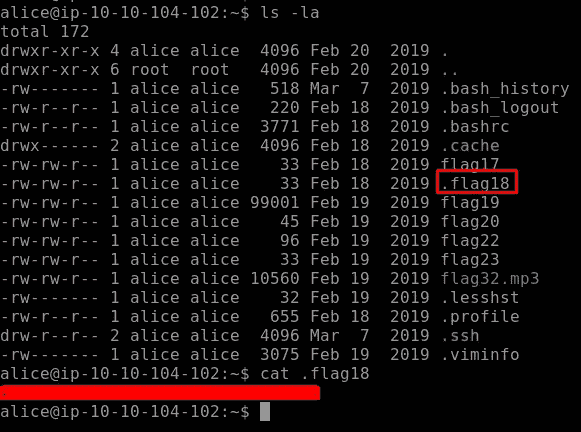 alice@ip-10-10-104-102:~$ ls -la
total 172
drwxr-xr-x 4 alice alice  4096 Feb 20  2019 .
drwxr-xr-x 6 root  root   4096 Feb 20  2019 ..
-rw------- 1 alice alice   518 Mar  7  2019 .bash_history
-rw-r--r-- 1 alice alice   220 Feb 18  2019 .bash_logout
-rw-r--r-- 1 alice alice  3771 Feb 18  2019 .bashrc
drwx------ 2 alice alice  4096 Feb 18  2019 .cache
-rw-rw-r-- 1 alice alice    33 Feb 18  2019 flag17
-rw-rw-r-- 1 alice alice    33 Feb 18  2019 .flag18
-rw-rw-r-- 1 alice alice 99001 Feb 19  2019 flag19
-rw-rw-r-- 1 alice alice    45 Feb 19  2019 flag20
-rw-rw-r-- 1 alice alice    96 Feb 19  2019 flag22
-rw-rw-r-- 1 alice alice    33 Feb 19  2019 flag23
-rw-rw-r-- 1 alice alice 10560 Feb 19  2019 flag32.mp3
-rw------- 1 alice alice    32 Feb 19  2019 .lesshst
-rw-r--r-- 1 alice alice   655 Feb 18  2019 .profile
drw-r--r-- 2 alice alice  4096 Mar  7  2019 .ssh
-rw------- 1 alice alice  3075 Feb 19  2019 .viminfo
alice@ip-10-10-104-102:~$ cat .flag18
alice@ip-10-10-104-102:~$